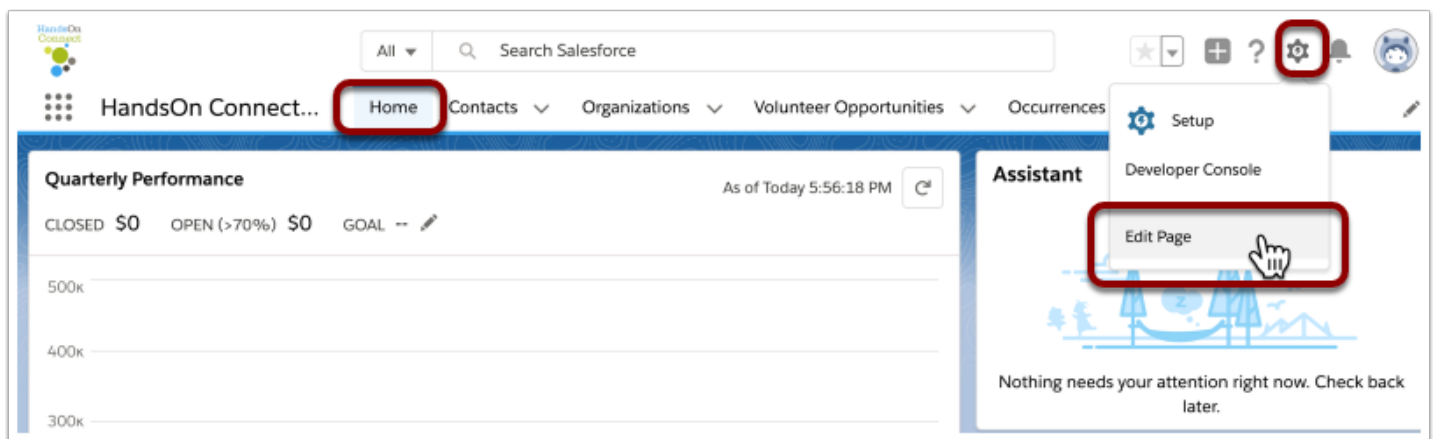 HandsOn
Connect
All
Search Salesforce
HandsOn Connect...
Home
Contacts
Organizations
Volunteer Opportunities
Occurrences
Setup
Developer Console
Edit Page
Quarterly Performance
As of Today 5:56:18 PM
CLOSED $0 OPEN (>70%) $0 GOAL --
500K
400K
300K
Assistant
z
Nothing needs your attention right now. Check back
later.